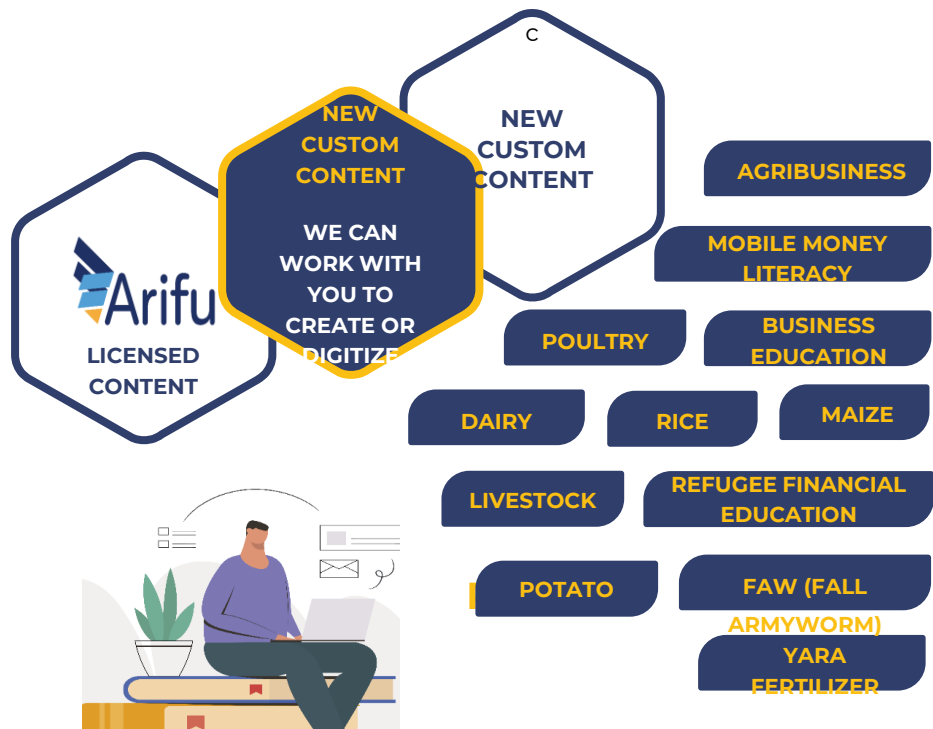 C
NEW
CUSTOM
CONTENT
WE CAN
WORK WITH
YOU TO
CREATE OR
DIGITIZE
NEW
CUSTOM
CONTENT
Arifu
LICENSED
CONTENT
AGRIBUSINESS
MOBILE MONEY
LITERACY
POULTRY
BUSINESS
EDUCATION
DAIRY
RICE
MAIZE
LIVESTOCK
REFUGEE FINANCIAL
EDUCATION
POTATO
FAW (FALL
ARMYWORM)
YARA
FERTILIZER